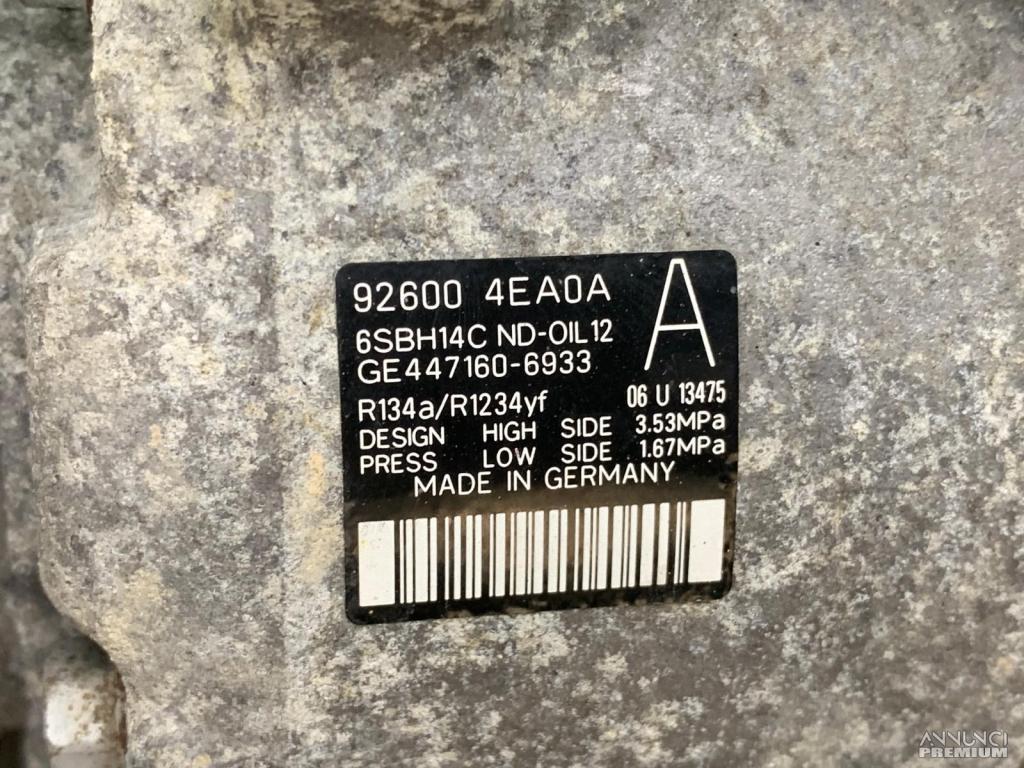 92600 4EA0A
A
6SBH14C ND-OIL12
GE447160-6933
R134a/R1234yf 06 U 13475
DESIGN HIGH SIDE 3.53MPa
PRESS LOW SIDE 1.67MPa
MADE IN GERMANY
ANNUNCI
PREMIUM